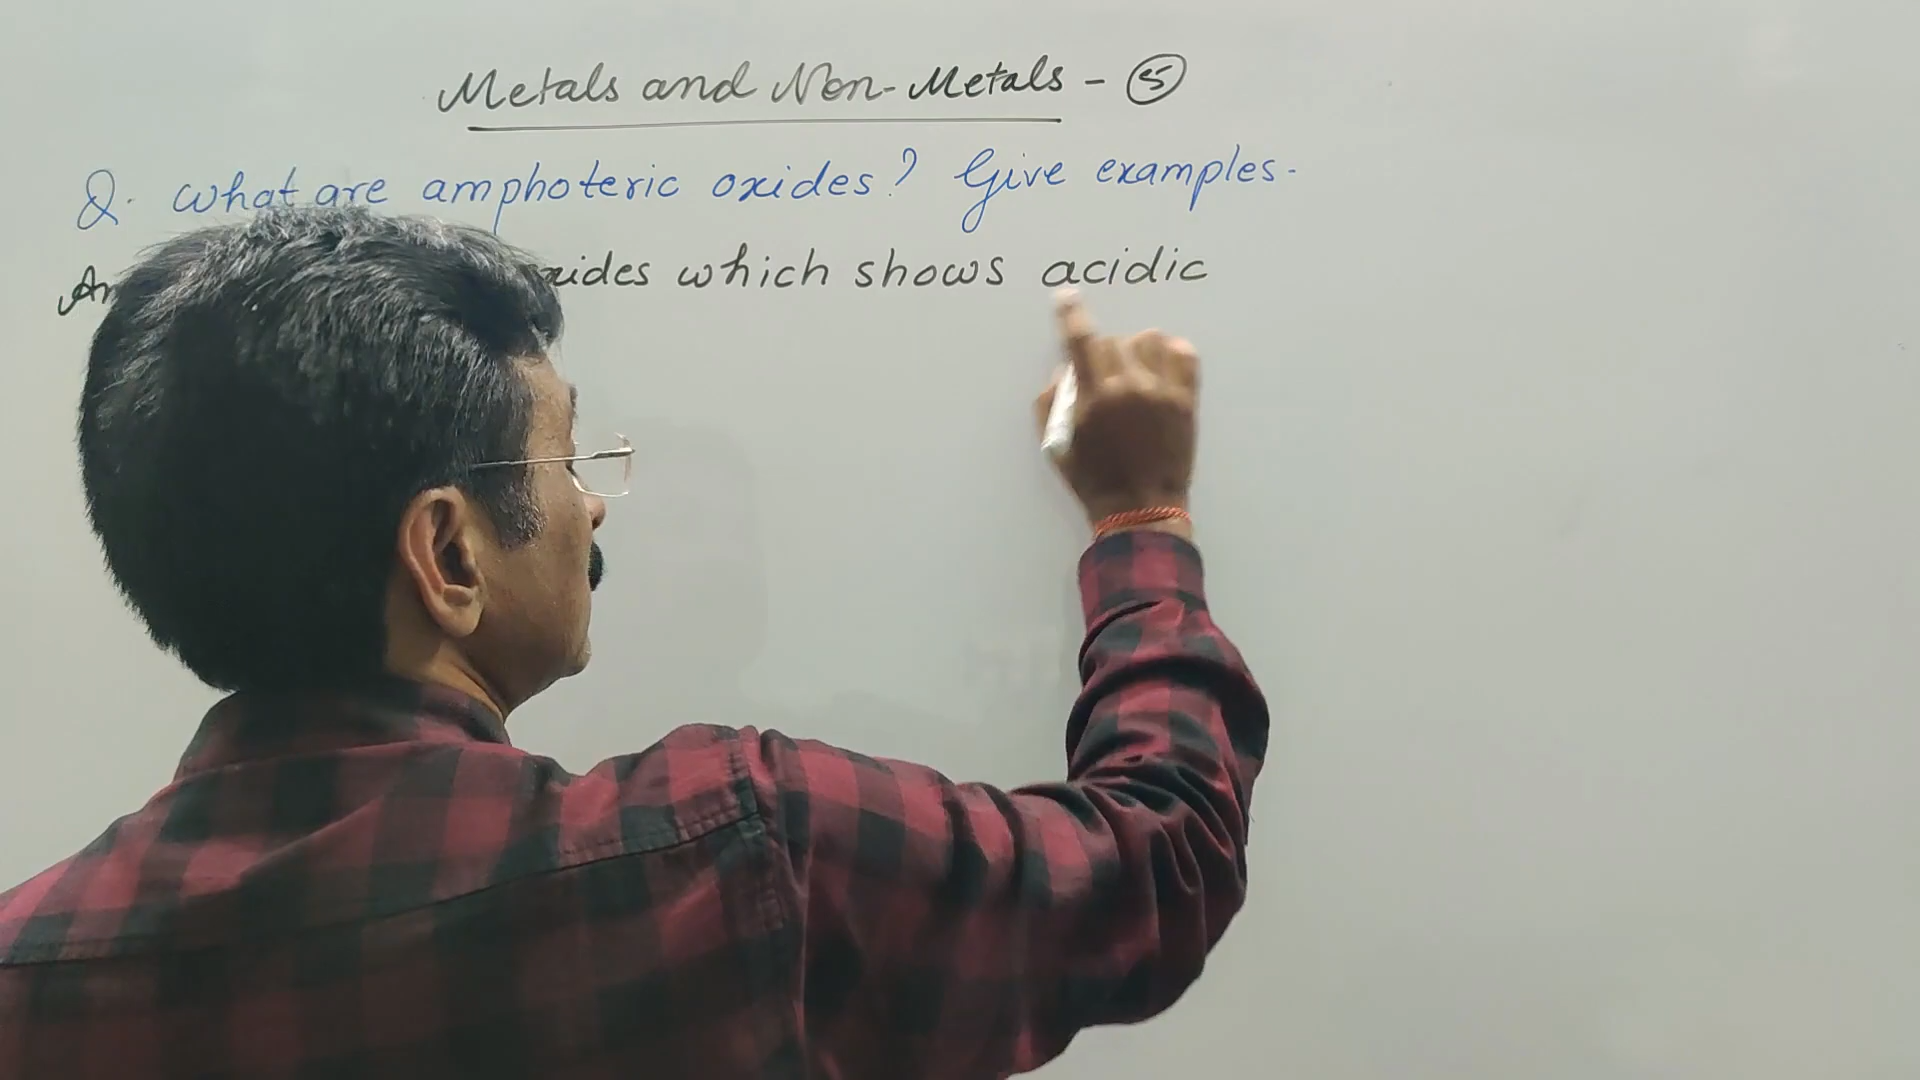 Metals and Non-Metals - 5
Q. What are amphoteric oxides? Give examples.
which shows acidic